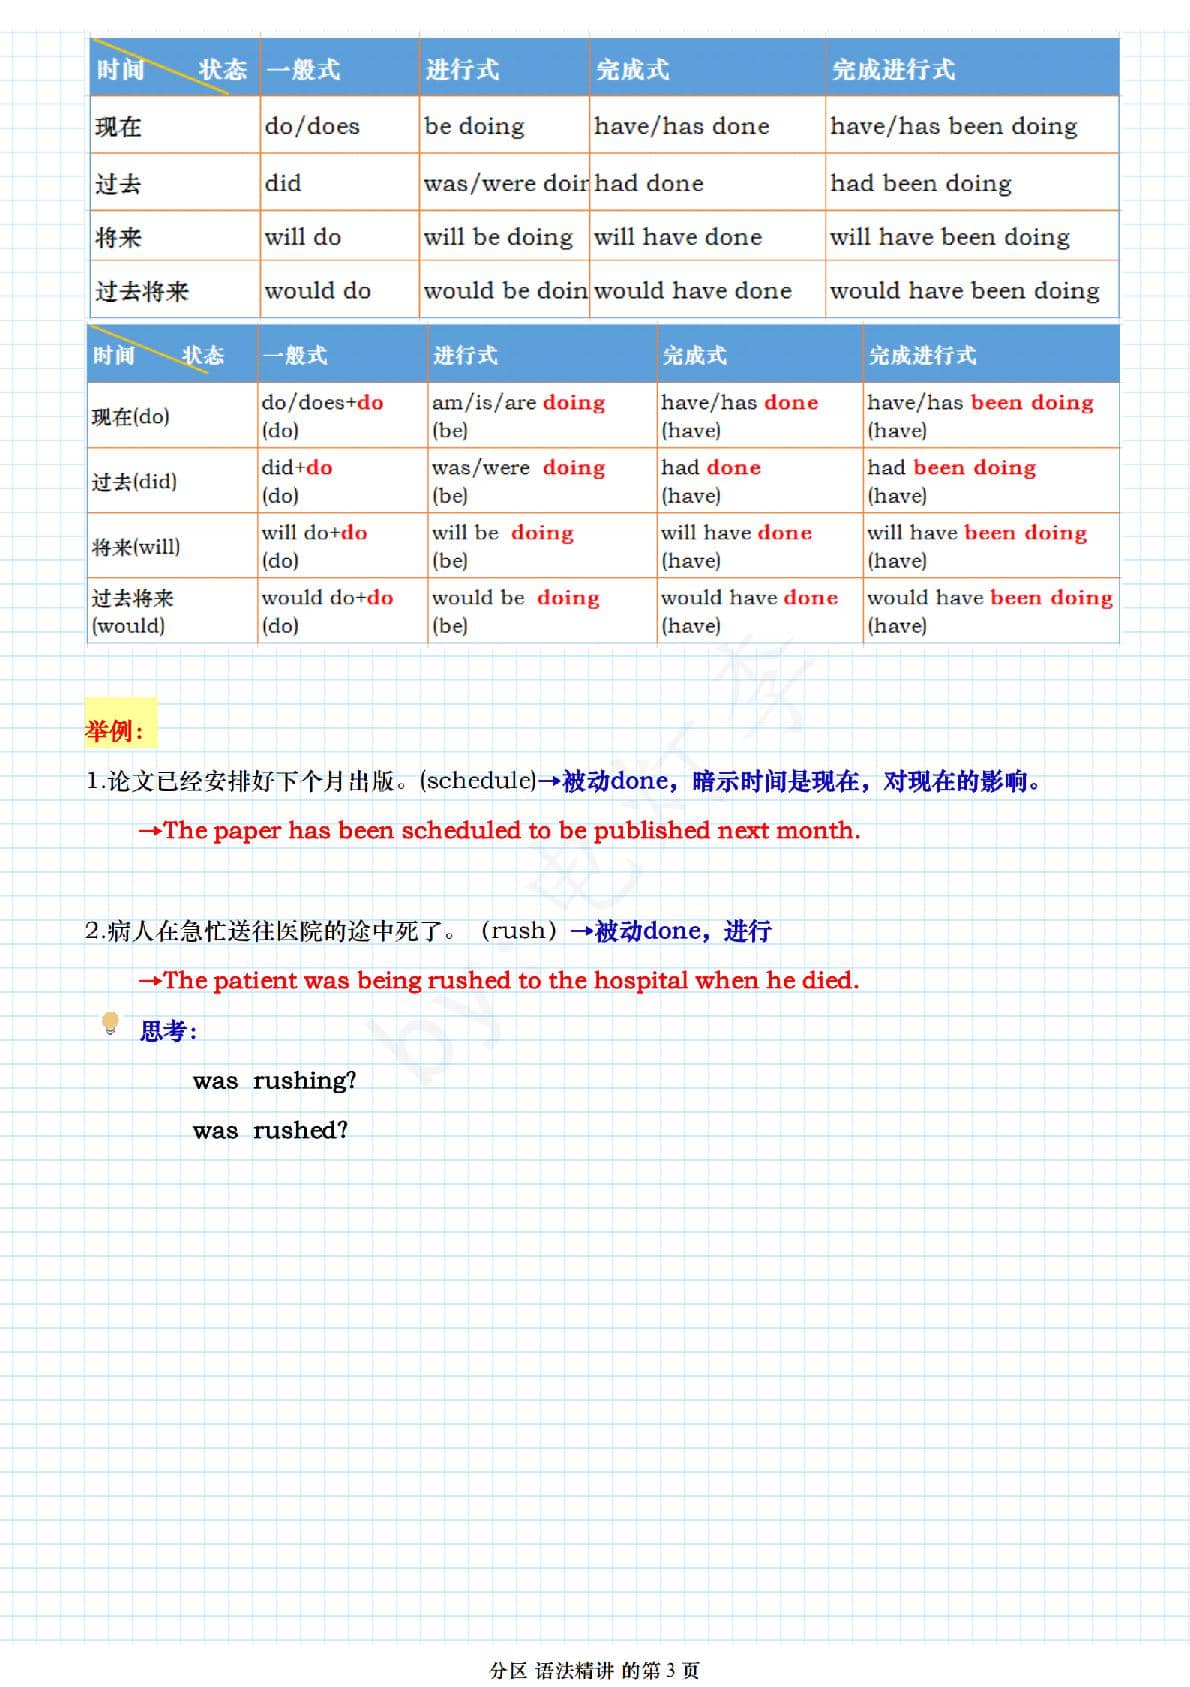 时间 状态 一般式 进行式 完成式 完成进行式
现在 do/does be doing have/has done have/has been doing
过去 did was/were doin had done had been doing
将来 will do will be doing will have done will have been doing
过去将来 would do would be doin would have done would have been doing
时间 状态 一般式 进行式 完成式 完成进行式
现在(do) do/does+do (do) am/is/are doing (be) have/has done (have) have/has been doing (have)
过去(did) did+do (do) was/were doing (be) had done (have) had been doing (have)
将来(will) will do+do (do) will be doing (be) will have done (have) will have been doing (have)
过去将来 (would) would do+do (do) would be doing (be) would have done (have) would have been doing (have)
举例：
1.论文已经安排好下个月出版。(schedule)→被动done，暗示时间是现在，对现在的影响。
→The paper has been scheduled to be published next month.
2.病人在急忙送往医院的途中死了。（rush）→被动done，进行
→The patient was being rushed to the hospital when he died.
思考：
was rushing?
was rushed?
分区 语法精讲 的第 3 页